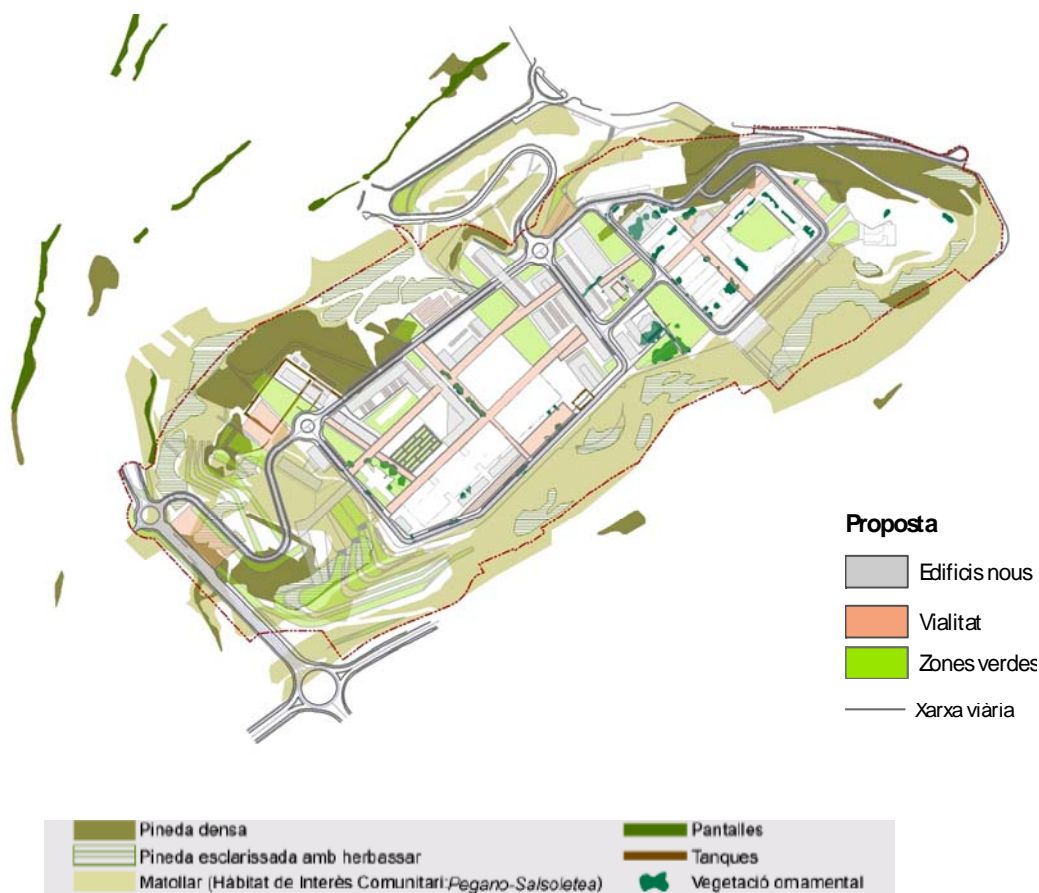 Proposta
Edificis nous
Vialitat
Zones verdes
Xarxa viària
Pineda densa
Pineda esclarissada amb herbassar
Matollar (Hàbitat de Interès Comunitari:Pegano-Salsoletea)
Pantalles
Tanques
Vegetació ornamental